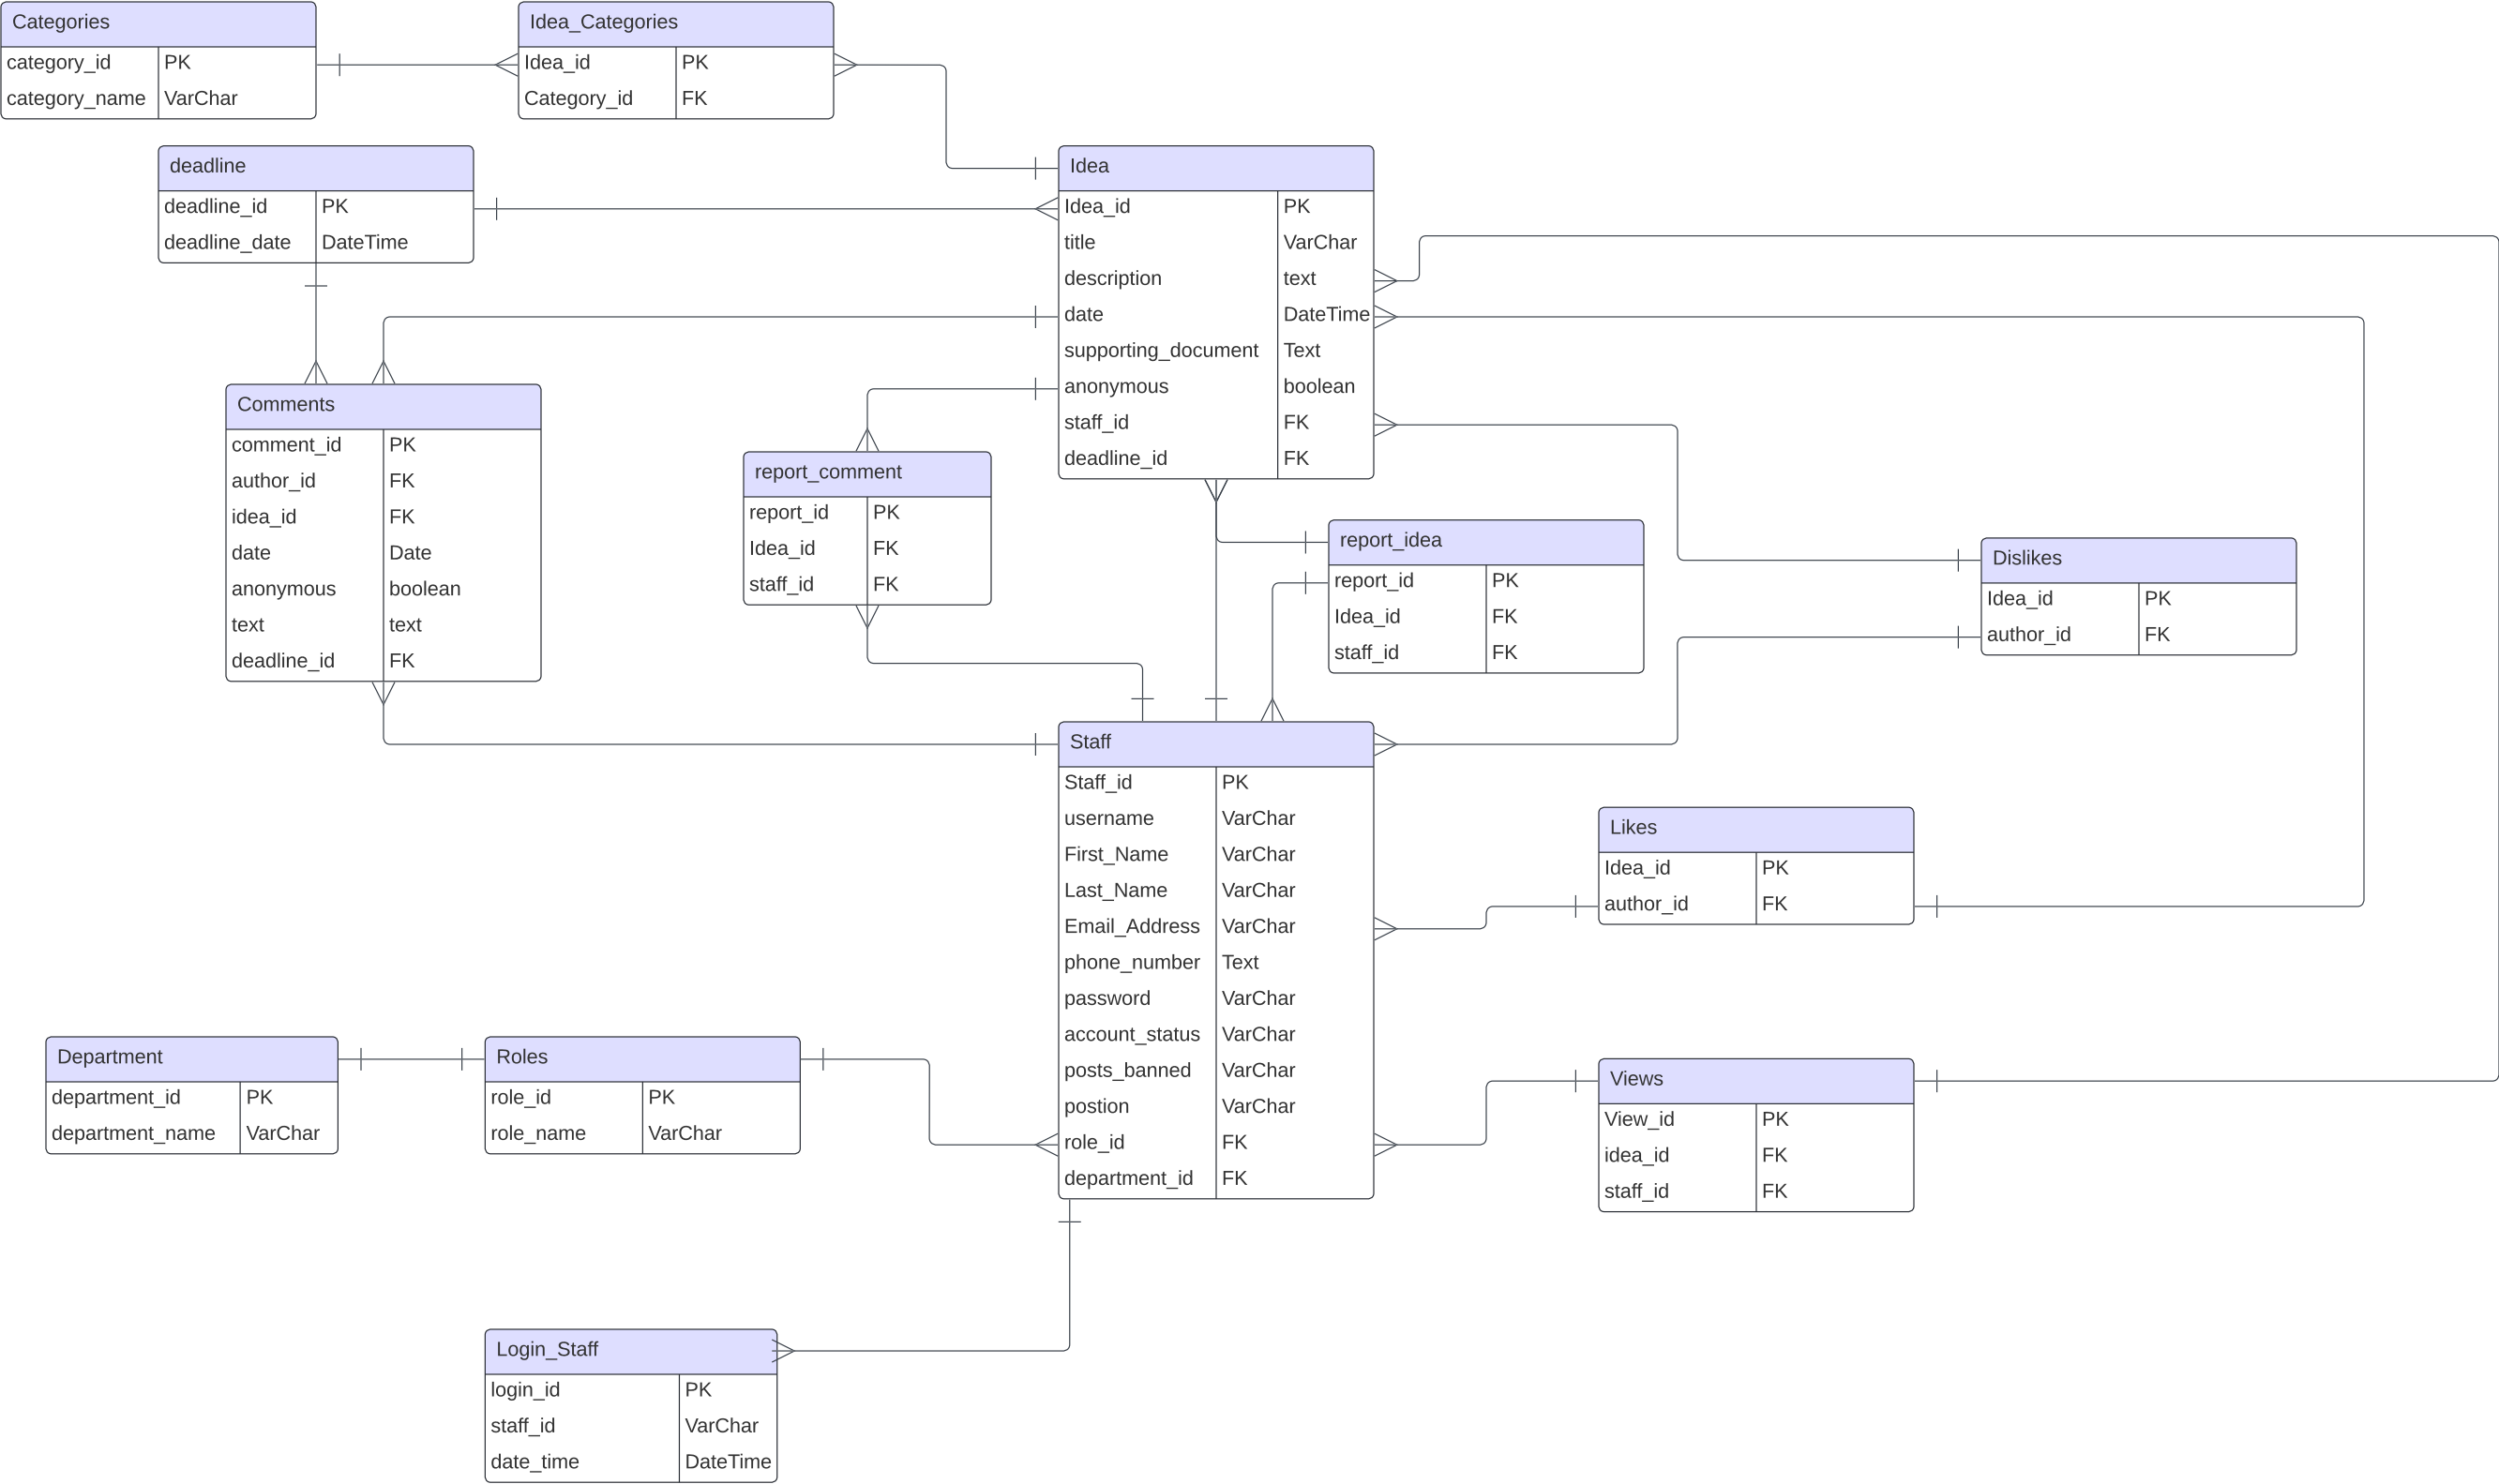 Categories
category_id PK
category_name VarChar
Idea_Categories
Idea_id PK
Category_id FK
deadline
deadline_id PK
deadline_date DateTime
Idea
Idea_id PK
title VarChar
description text
date DateTime
supporting_document Text
anonymous boolean
staff_id FK
deadline_id FK
Comments
comment_id PK
author_id FK
idea_id FK
date Date
anonymous boolean
text text
deadline_id FK
report_comment
report_id PK
Idea_id FK
staff_id FK
report_idea
report_id PK
Idea_id FK
staff_id FK
Dislikes
Idea_id PK
author_id FK
Staff
Staff_id PK
username VarChar
First_Name VarChar
Last_Name VarChar
Email_Address VarChar
phone_number Text
password VarChar
account_status VarChar
posts_banned VarChar
postion VarChar
role_id FK
department_id FK
Likes
Idea_id PK
author_id FK
Department
department_id PK
department_name VarChar
Roles
role_id PK
role_name VarChar
Views
View_id PK
idea_id FK
staff_id FK
Login_Staff
login_id PK
staff_id VarChar
date_time DateTime